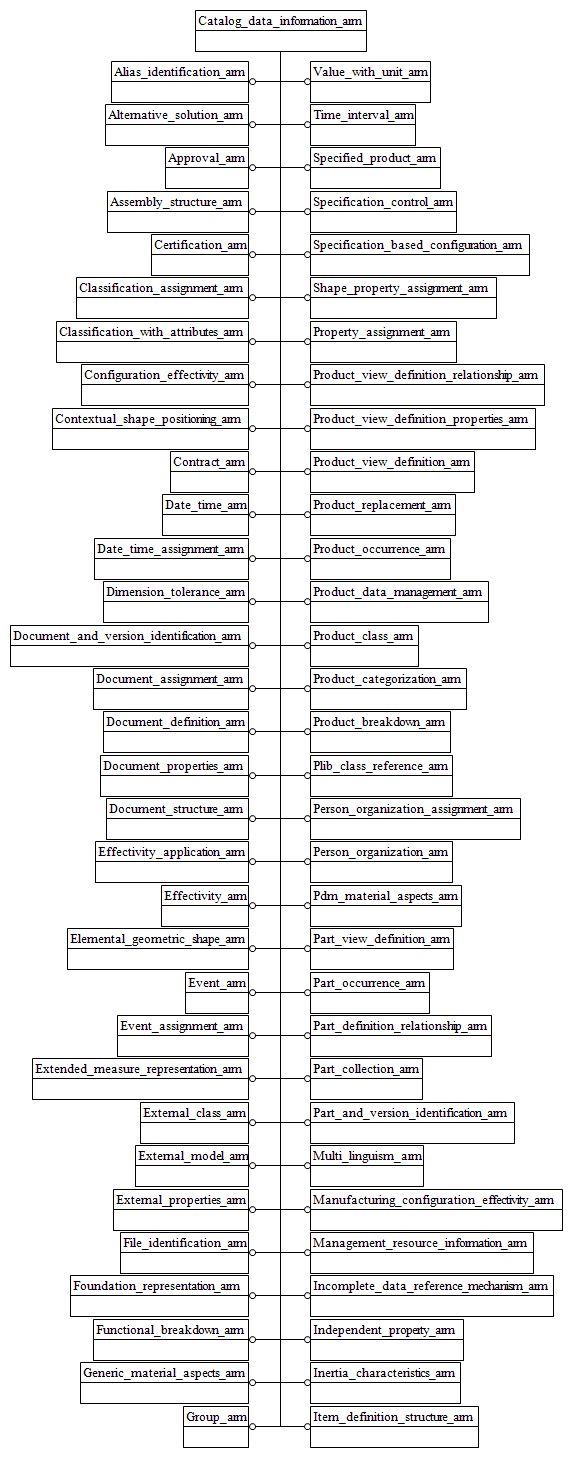 Catalog_data_information_arm
Alias_identification_arm Value_with_unit_arm
Alternative_solution_arm Time_interval_arm
Approval_arm Specified_product_arm
Assembly_structure_arm Specification_control_arm
Certification_arm Specification_based_configuration_arm
Classification_assignment_arm Shape_property_assignment_arm
Classification_with_attributes_arm Property_assignment_arm
Configuration_effectivity_arm Product_view_definition_relationship_arm
Contextual_shape_positioning_arm Product_view_definition_properties_arm
Contract_arm Product_view_definition_arm
Date_time_arm Product_replacement_arm
Date_time_assignment_arm Product_occurrence_arm
Dimension_tolerance_arm Product_data_management_arm
Document_and_version_identification_arm Product_class_arm
Document_assignment_arm Product_categorization_arm
Document_definition_arm Product_breakdown_arm
Document_properties_arm Plib_class_reference_arm
Document_structure_arm Person_organization_assignment_arm
Effectivity_application_arm Person_organization_arm
Effectivity_arm Pdm_material_aspects_arm
Elemental_geometric_shape_arm Part_view_definition_arm
Event_arm Part_occurrence_arm
Event_assignment_arm Part_definition_relationship_arm
Extended_measure_representation_arm Part_collection_arm
External_class_arm Part_and_version_identification_arm
External_model_arm Multi_linguism_arm
External_properties_arm Manufacturing_configuration_effectivity_arm
File_identification_arm Management_resource_information_arm
Foundation_representation_arm Incomplete_data_reference_mechanism_arm
Functional_breakdown_arm Independent_property_arm
Generic_material_aspects_arm Inertia_characteristics_arm
Group_arm Item_definition_structure_arm